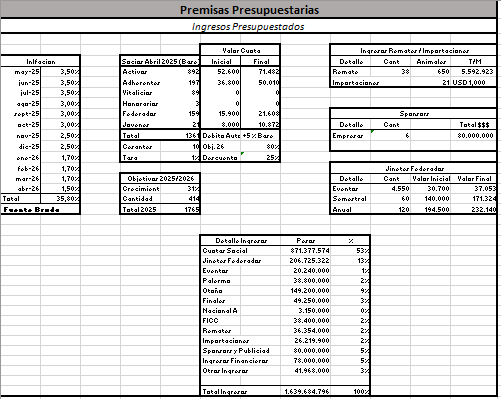 Premisas Presupuestarias
Ingresos Presupuestados
Inflacion
may-25 3,50%
jun-25 3,50%
jul-25 3,50%
ago-25 3,00%
sept-25 3,00%
oct-25 3,00%
nov-25 2,50%
dic-25 2,50%
ene-26 1,70%
feb-26 1,70%
mar-26 1,70%
abr-26 1,50%
Total 35,80%
Fuente Brada
Socios Abril 2025 (Base)
Activos 892
Adherentes 197
Vitalicios 89
Honorarios 3
Federados 159
Jovenes 21
Total 1361
Garantes 10
Tasa 1%
Valor Cuota
Inicial Final
52.600 71.482
36.800 50.010
0 0
0 0
15.900 21.608
8.000 10.872
Debito Auto +5% Base
Obj. 26 80%
Descuento 25%
Objetivos 2025/2026
Crecimient 31%
Cantidad 414
Total 2025 1765
Ingresos Remates / Importaciones
Detalle Cant Animales T/M
Remate 38 650 5.592.923
Importaciones 21 USD 1,000
Sponsors
Detalle Cant Total $$$
Empresas 6 80.000.000
Jinetes Federados
Detalle Cant Valor Inicial Valor Final
Eventos 4.550 30.700 37.053
Semestral 60 140.000 171.324
Anual 120 194.500 232.140
Detalle Ingresos Pesos %
Cuotas Social 871.377.574 53%
Jinetes Federados 206.725.322 13%
Eventos 20.240.000 1%
Palermo 38.800.000 2%
Otoño 149.200.000 9%
Finales 49.250.000 3%
Nacional A 3.150.000 0%
FICC 38.400.000 2%
Remates 36.354.000 2%
Importaciones 26.219.900 2%
Sponsors y Publicidad 80.000.000 5%
Ingresos Financieros 78.000.000 5%
Otros Ingresos 41.968.000 3%
Total Ingresos 1.639.684.796 100%